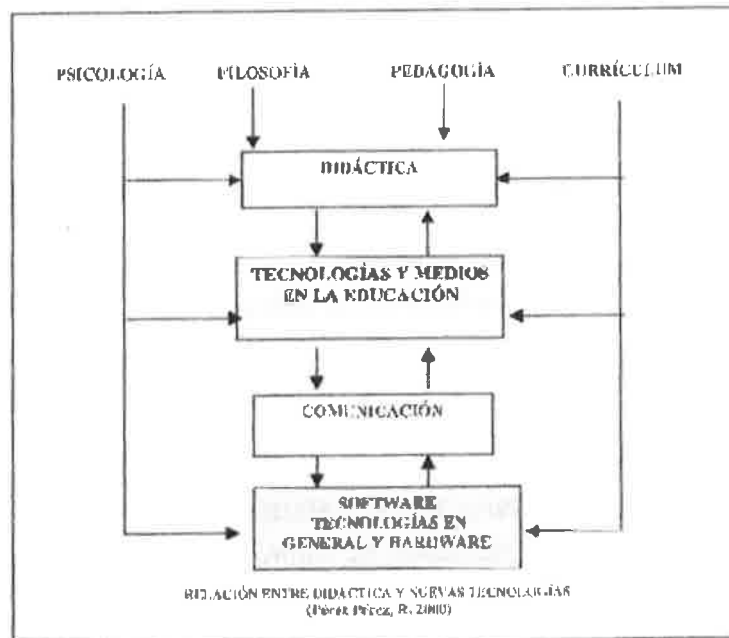 PSICOLOGÍA FILOSOFÍA PEDAGOGÍA CURRÍCULUM
DIDÁCTICA
TECNOLOGÍAS Y MEDIOS
EN LA EDUCACIÓN
COMUNICACIÓN
SOFTWARE
TECNOLOGÍAS EN
GENERAL Y HARDWARE
RELACIÓN ENTRE DIDÁCTICA Y NUEVAS TECNOLOGÍAS
(Pérez Pérez, R. 2000)